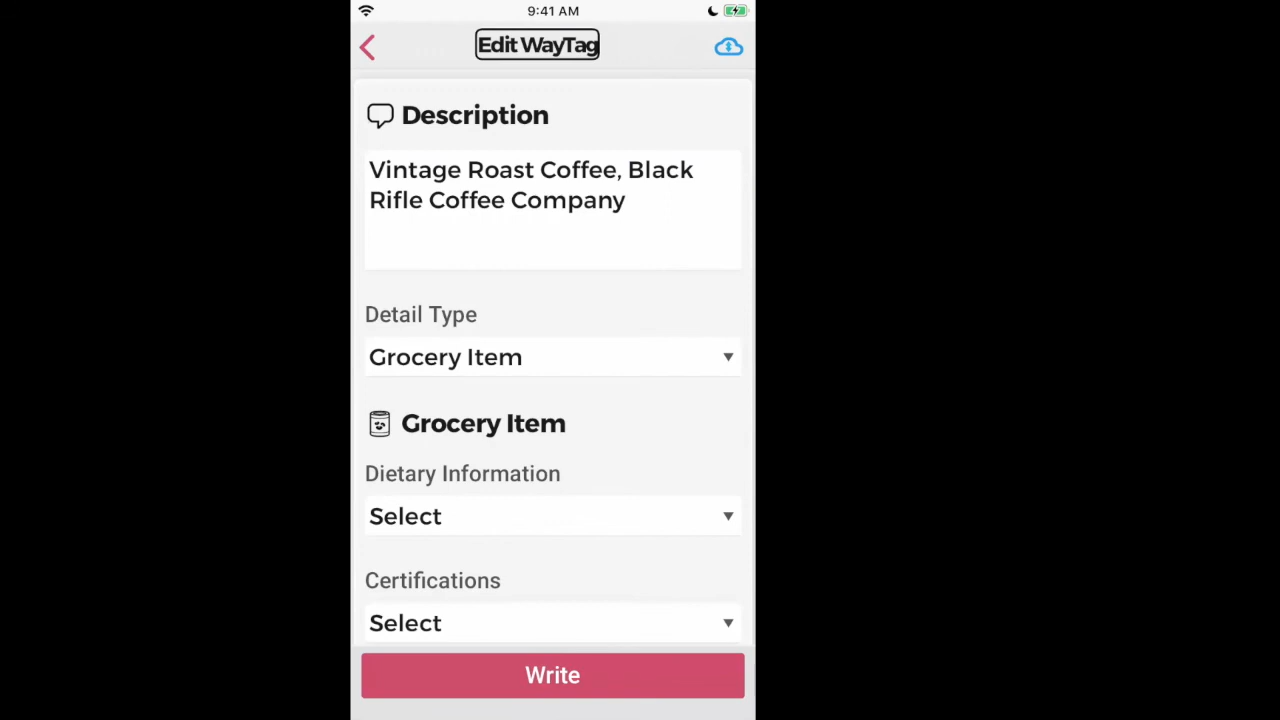 9:41 AM
Edit WayTag
Description
Vintage Roast Coffee, Black
Rifle Coffee Company
Detail Type
Grocery Item
Grocery Item
Dietary Information
Select
Certifications
Select
Write